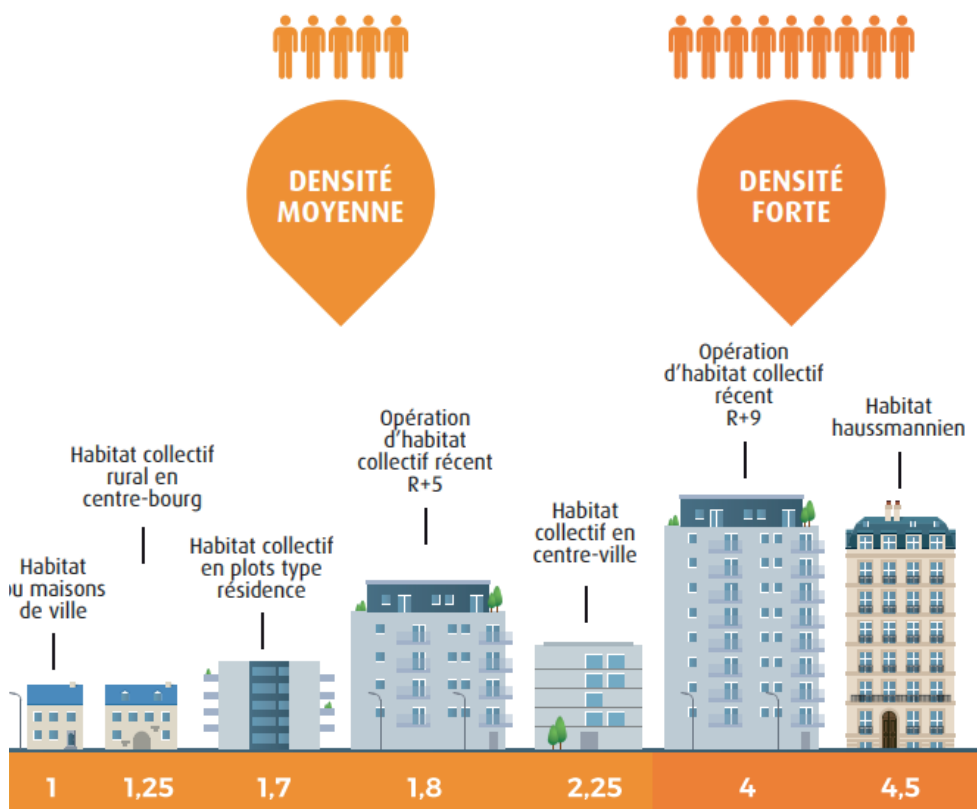 DENSITÉ
MOYENNE
DENSITÉ
FORTE
Habitat
maisons
de ville
Habitat collectif
rural en
centre-bourg
Habitat collectif
en plots type
résidence
Opération
d'habitat
collectif récent
R+5
Habitat
collectif en
centre-ville
Opération
d'habitat collectif
récent
R+9
Habitat
haussmannien
1
1,25
1,7
1,8
2,25
4
4,5